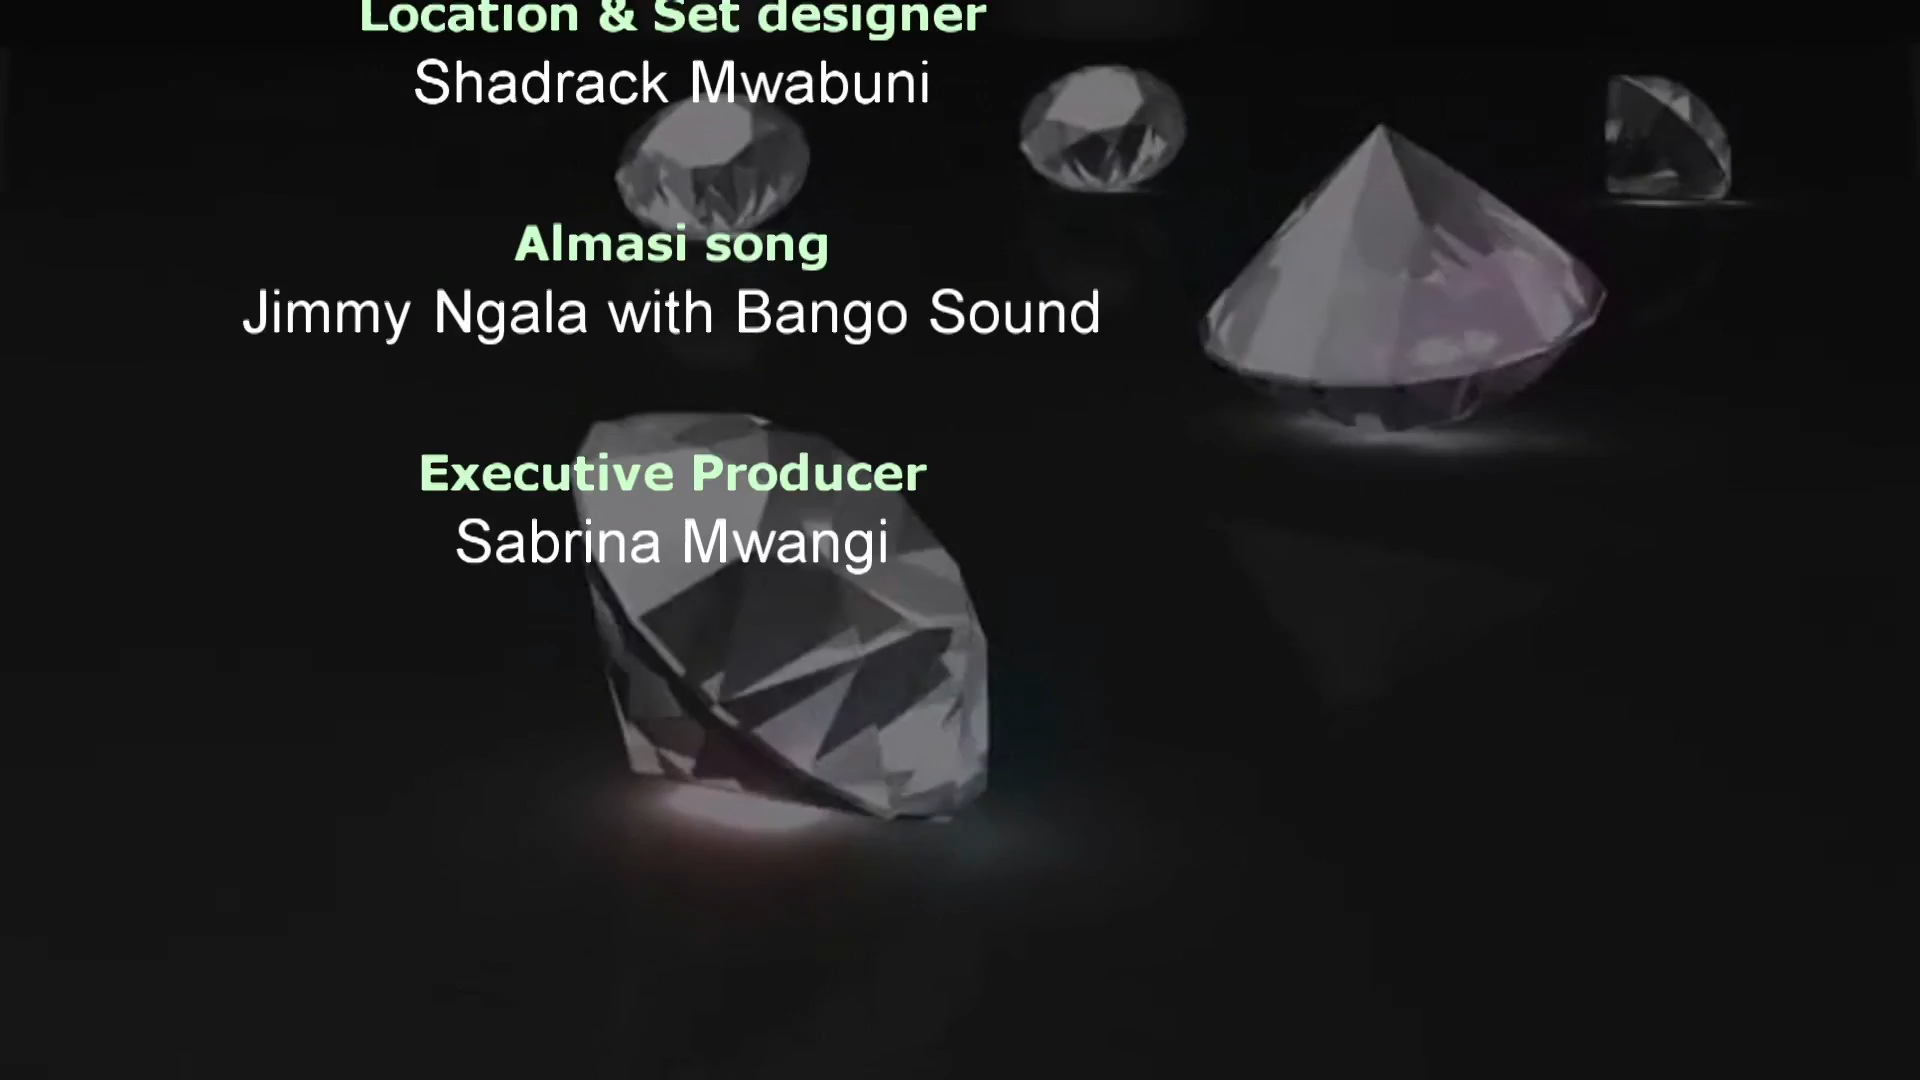 Location & Set designer
Shadrack Mwabuni
Almasi song
Jimmy Ngala with Bango Sound
Executive Producer
Sabrina Mwangi